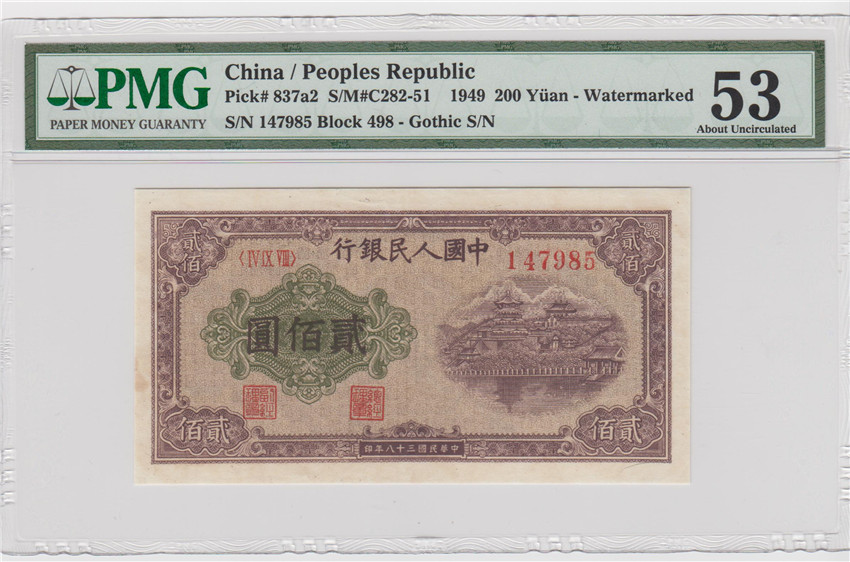 PMG
PAPER MONEY GUARANTY
China / Peoples Republic
Pick# 837a2 S/M#C282-51 1949 200 Yüan - Watermarked
S/N 147985 Block 498 - Gothic S/N
53
About Uncirculated
貳佰
貳佰
中國人民銀行
〈IV IX VIII〉
147985
貳佰圓
貳佰
貳佰
中華民國三十八年印